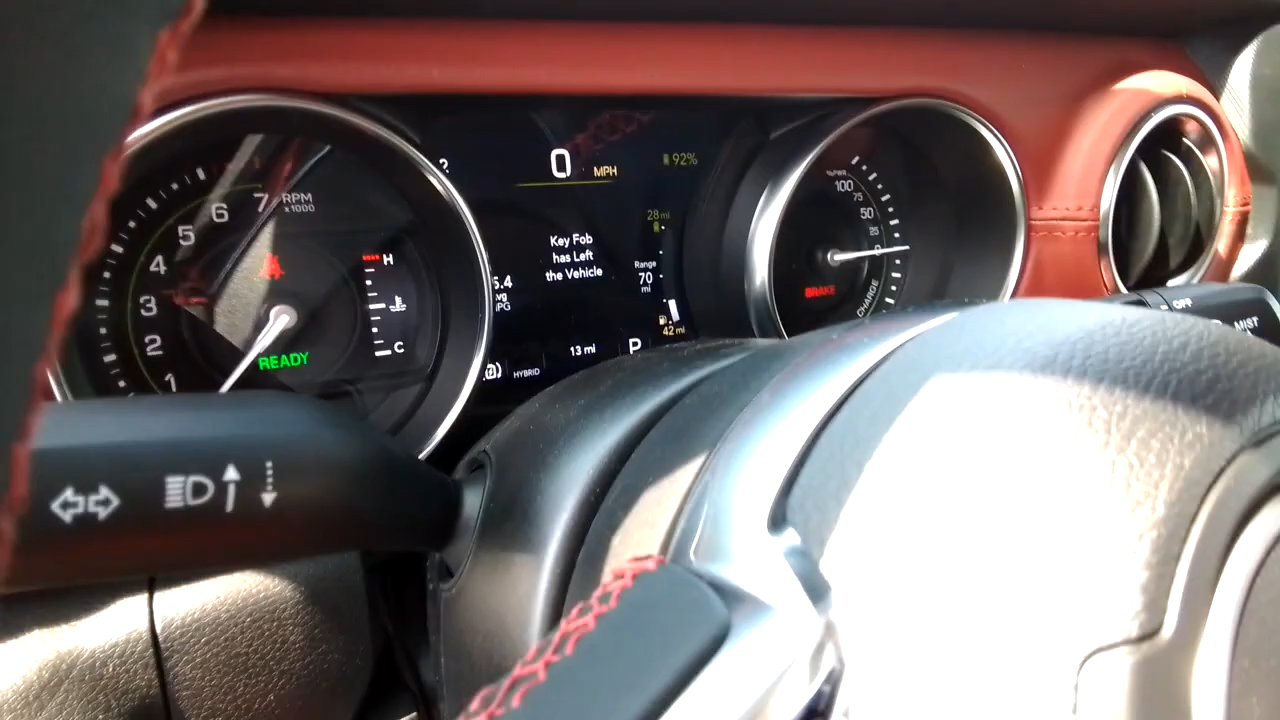 7
6
5
4
3
2
1
RPM
x1000
H
C
READY
0 MPH
92%
Key Fob
has Left
the Vehicle
28 mi
Range
70
mi
42 mi
13 mi
P
HYBRID
%PWR
100
75
50
25
0
CHARGE
BRAKE
OFF
MIST